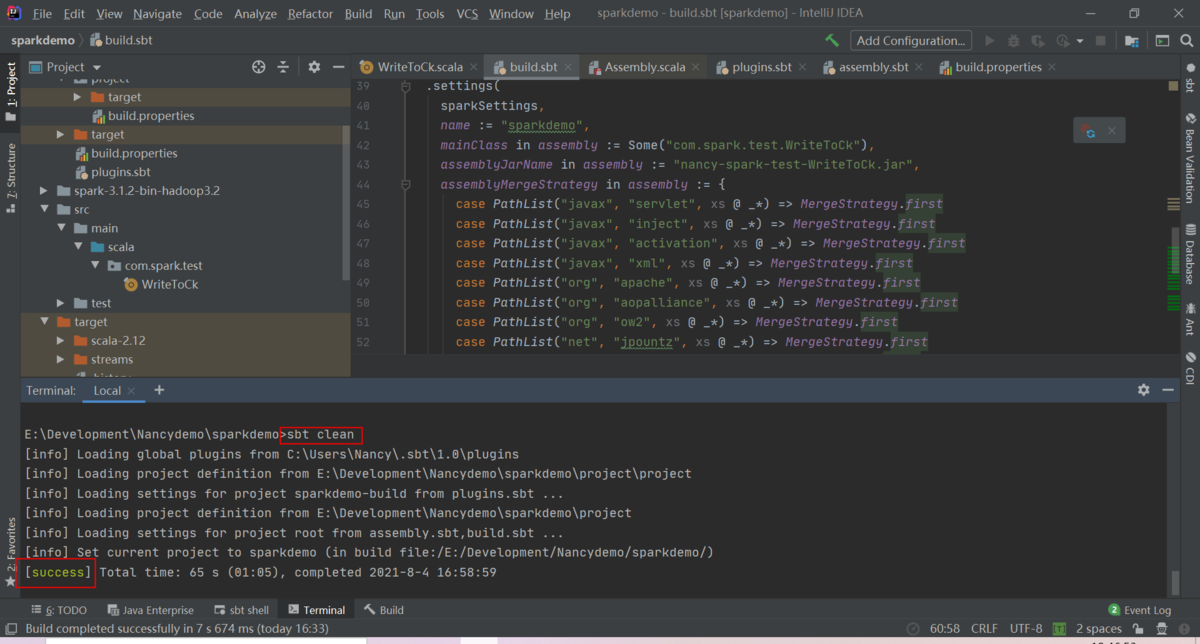 File Edit View Navigate Code Analyze Refactor Build Run Tools VCS Window Help sparkdemo - build.sbt [sparkdemo] - IntelliJ IDEA
sparkdemo build.sbt Add Configuration...
Project WriteToCk.scala build.sbt Assembly.scala plugins.sbt assembly.sbt build.properties
project
target
build.properties
target
build.properties
plugins.sbt
spark-3.1.2-bin-hadoop3.2
src
main
scala
com.spark.test
WriteToCk
test
target
scala-2.12
streams
.history
39 .settings(
40 sparkSettings,
41 name := "sparkdemo",
42 mainClass in assembly := Some("com.spark.test.WriteToCk"),
43 assemblyJarName in assembly := "nancy-spark-test-WriteToCk.jar",
44 assemblyMergeStrategy in assembly := {
45 case PathList("javax", "servlet", xs @ _*) => MergeStrategy.first
46 case PathList("javax", "inject", xs @ _*) => MergeStrategy.first
47 case PathList("javax", "activation", xs @ _*) => MergeStrategy.first
48 case PathList("javax", "xml", xs @ _*) => MergeStrategy.first
49 case PathList("org", "apache", xs @ _*) => MergeStrategy.first
50 case PathList("org", "aopalliance", xs @ _*) => MergeStrategy.first
51 case PathList("org", "ow2", xs @ _*) => MergeStrategy.first
52 case PathList("net", "jpountz", xs @ _*) => MergeStrategy.first
1: Project
7: Structure
2: Favorites
sbt
Bean Validation
Database
Ant
CDI
Terminal: Local +
E:\Development\Nancydemo\sparkdemo>sbt clean
[info] Loading global plugins from C:\Users\Nancy\.sbt\1.0\plugins
[info] Loading project definition from E:\Development\Nancydemo\sparkdemo\project\project
[info] Loading settings for project sparkdemo-build from plugins.sbt ...
[info] Loading project definition from E:\Development\Nancydemo\sparkdemo\project
[info] Loading settings for project root from assembly.sbt,build.sbt ...
[info] Set current project to sparkdemo (in build file:/E:/Development/Nancydemo/sparkdemo/)
[success] Total time: 65 s (01:05), completed 2021-8-4 16:58:59
6: TODO Java Enterprise sbt shell Terminal Build 2 Event Log
Build completed successfully in 7 s 674 ms (today 16:33) 60:58 CRLF UTF-8 2 spaces